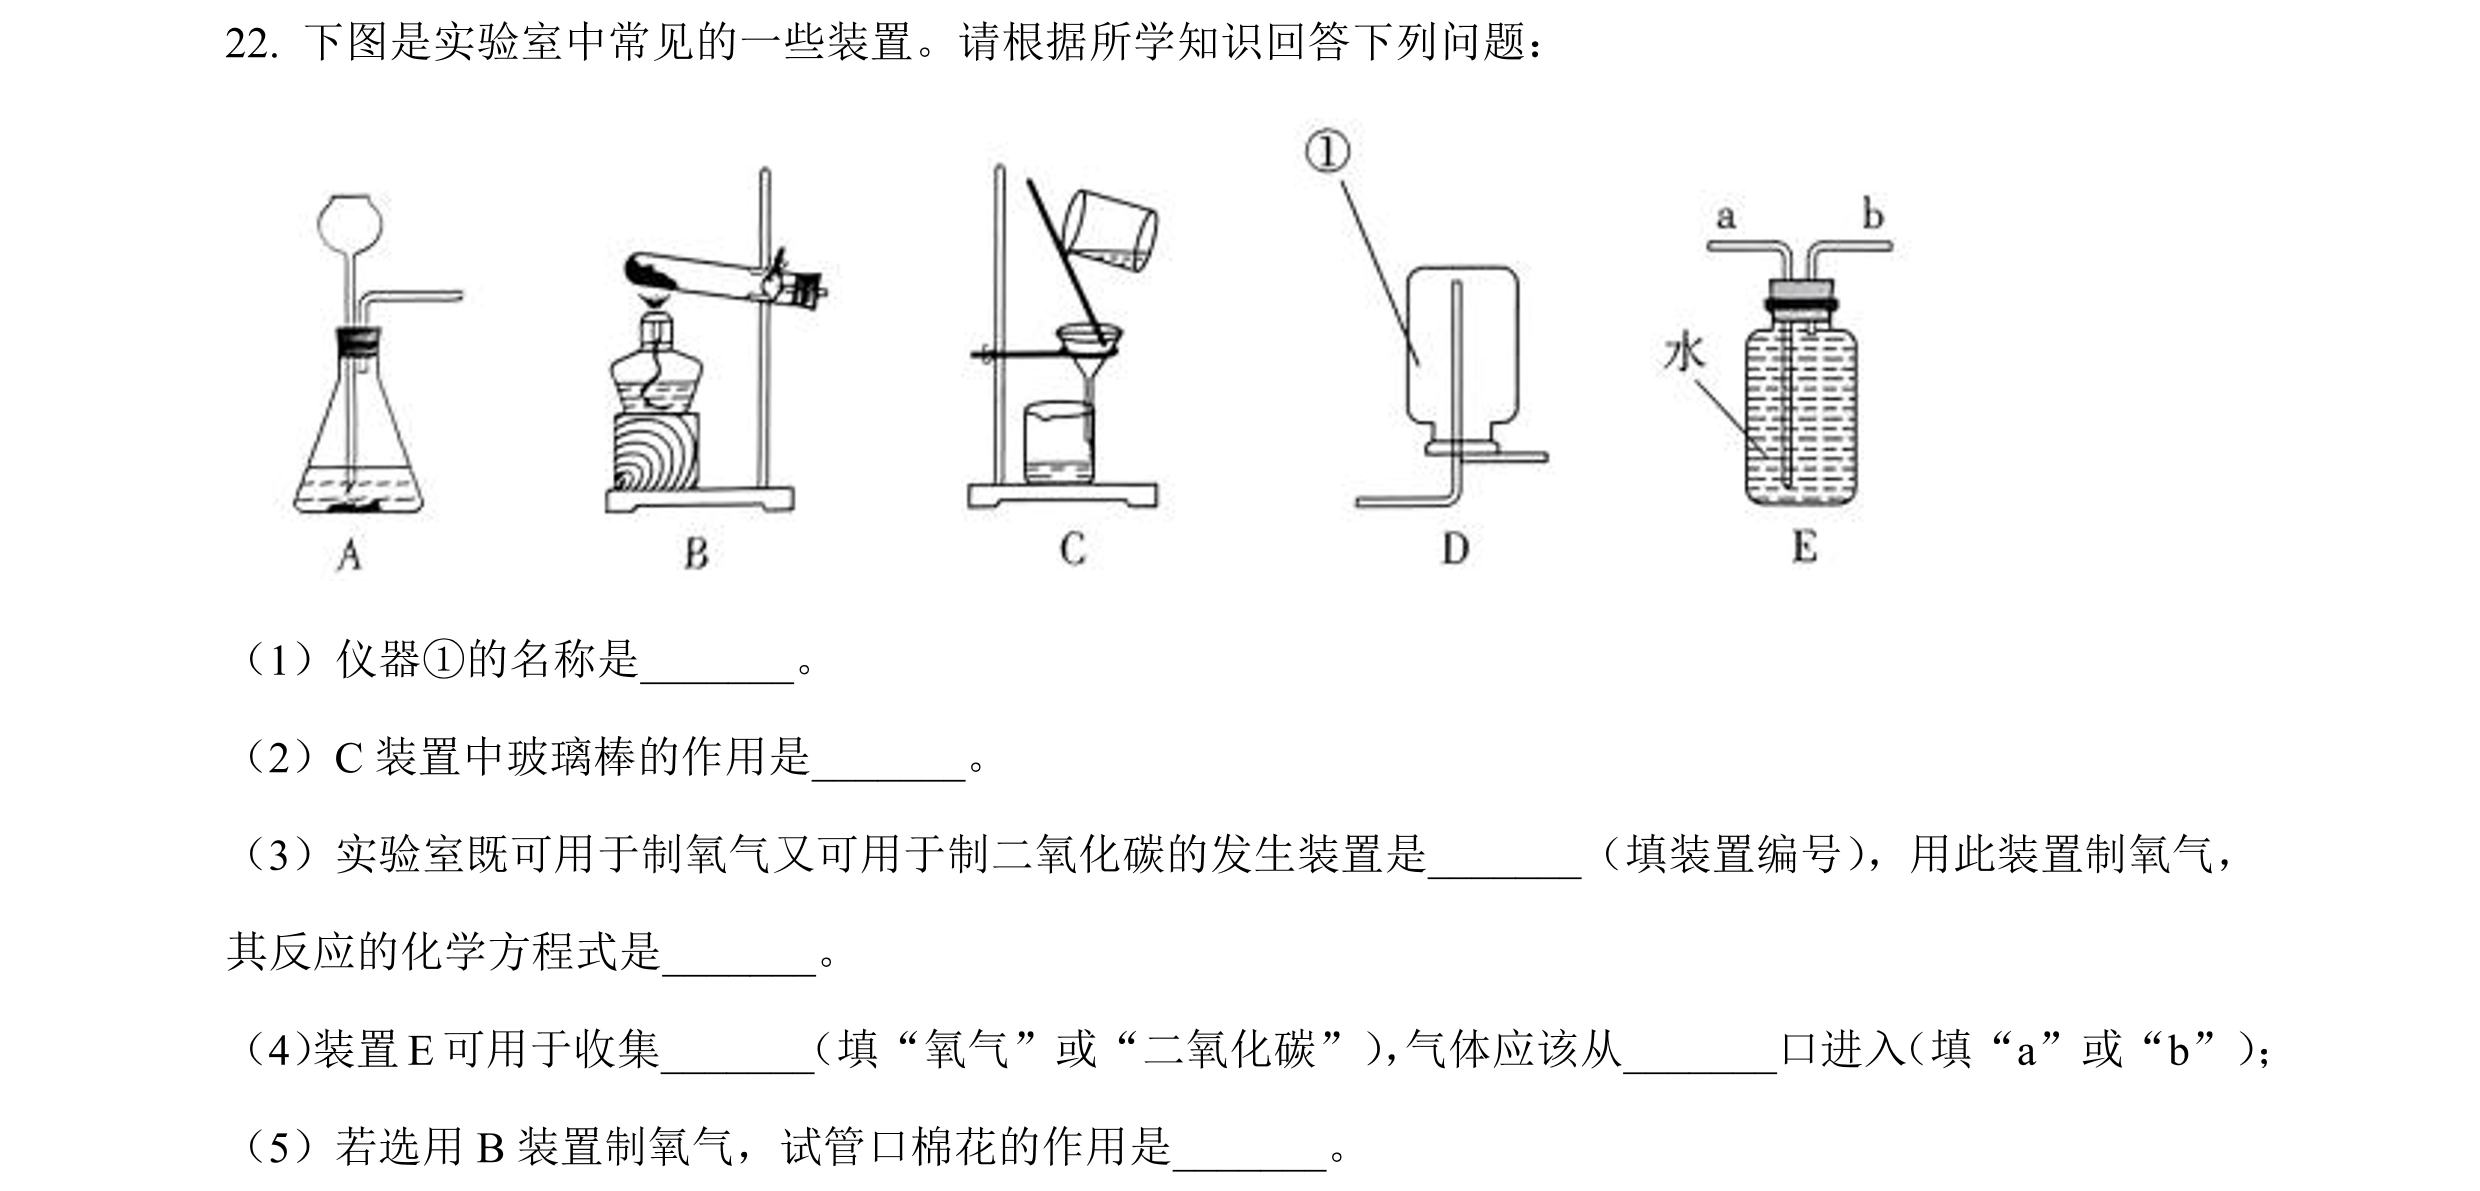 22. 下图是实验室中常见的一些装置。请根据所学知识回答下列问题：
①
a b
水
A B C D E
（1）仪器①的名称是_______。
（2）C 装置中玻璃棒的作用是_______。
（3）实验室既可用于制氧气又可用于制二氧化碳的发生装置是_______（填装置编号），用此装置制氧气，
其反应的化学方程式是_______。
（4）装置 E 可用于收集_______（填“氧气”或“二氧化碳”），气体应该从_______口进入（填“a”或“b”）；
（5）若选用 B 装置制氧气，试管口棉花的作用是_______。